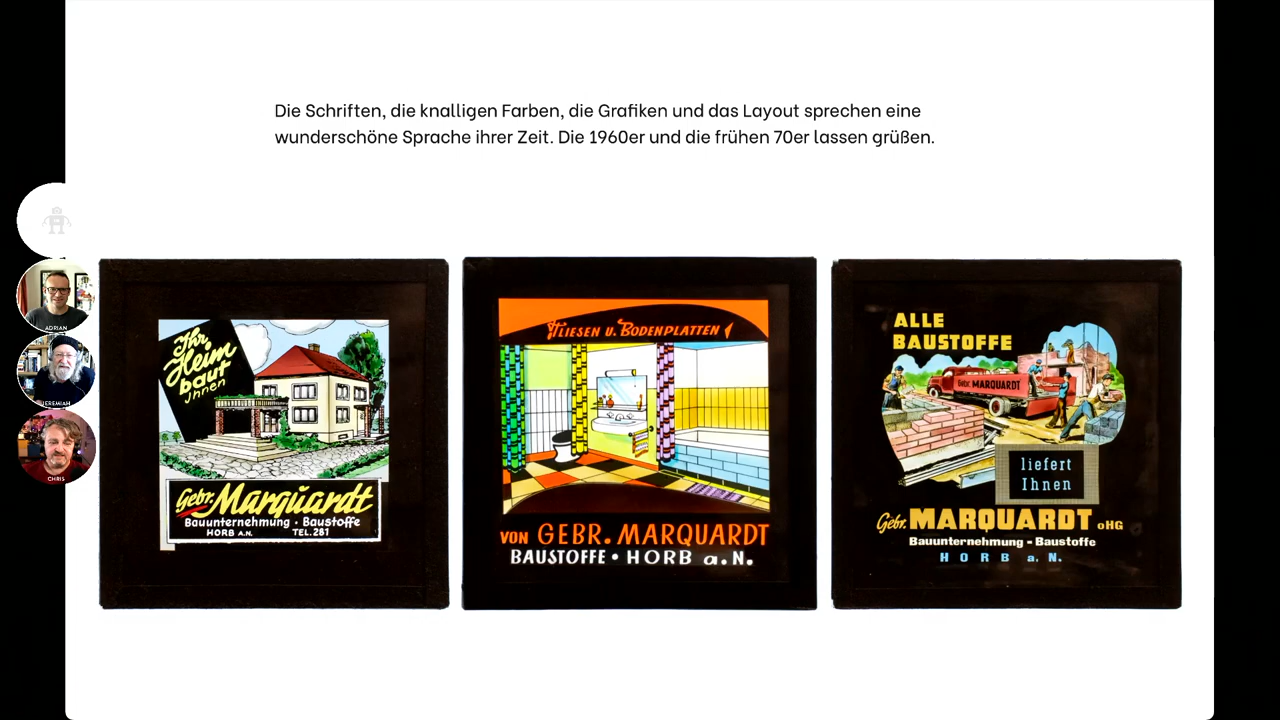 Die Schriften, die knalligen Farben, die Grafiken und das Layout sprechen eine
wunderschöne Sprache ihrer Zeit. Die 1960er und die frühen 70er lassen grüßen.
ADRIAN
JEREMIAH
CHRIS
Ihr
Heim
baut
Ihnen
Gebr. Marquardt
Bauunternehmung · Baustoffe
HORB A.N. TEL. 281
FLIESEN U. BODENPLATTEN
VON GEBR. MARQUARDT
BAUSTOFFE • HORB a.N.
ALLE
BAUSTOFFE
Gebr. MARQUARDT
liefert
Ihnen
Gebr. MARQUARDT oHG
Bauunternehmung - Baustoffe
HORB a. N.